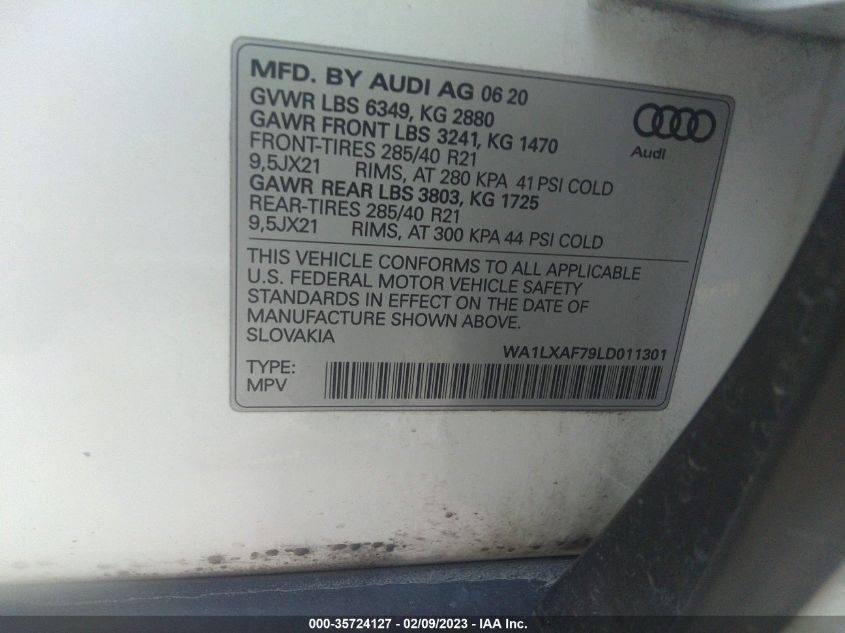 MFD. BY AUDI AG 06 20
GVWR LBS 6349, KG 2880
GAWR FRONT LBS 3241, KG 1470
FRONT-TIRES 285/40 R21
9,5JX21 RIMS, AT 280 KPA 41 PSI COLD
GAWR REAR LBS 3803, KG 1725
REAR-TIRES 285/40 R21
9,5JX21 RIMS, AT 300 KPA 44 PSI COLD
Audi
THIS VEHICLE CONFORMS TO ALL APPLICABLE
U.S. FEDERAL MOTOR VEHICLE SAFETY
STANDARDS IN EFFECT ON THE DATE OF
MANUFACTURE SHOWN ABOVE.
SLOVAKIA
WA1LXAF79LD011301
TYPE:
MPV
000-35724127 - 02/09/2023 - IAA Inc.